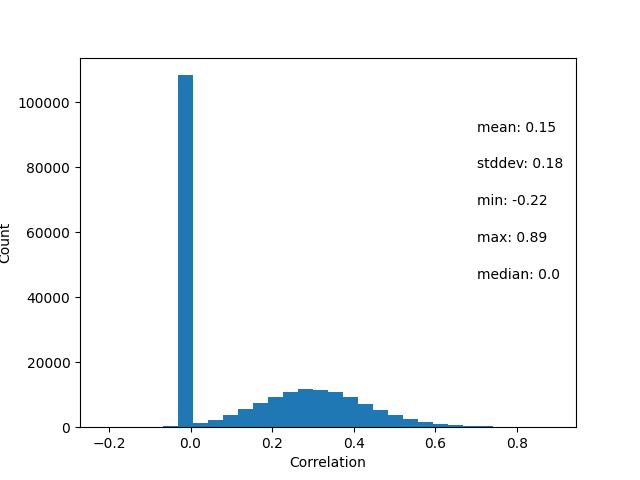 100000
80000
60000
40000
20000
0
Count
mean: 0.15
stddev: 0.18
min: -0.22
max: 0.89
median: 0.0
−0.2 0.0 0.2 0.4 0.6 0.8
Correlation